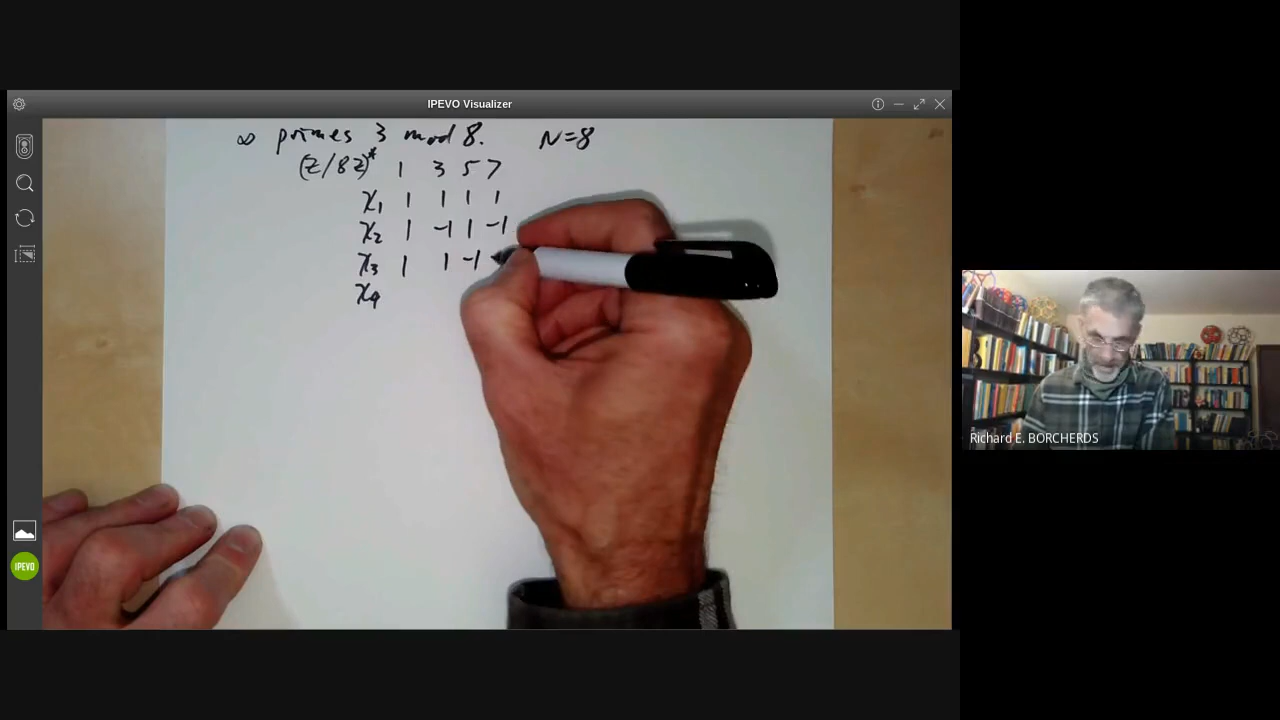 IPEVO Visualizer
∞ primes 3 mod 8. N=8
(Z/8Z)* 1 3 5 7
χ₁ 1 1 1 1
χ₂ 1 -1 1 -1
χ₃ 1 1 -1
χ₄
IPEVO
Richard E. BORCHERDS